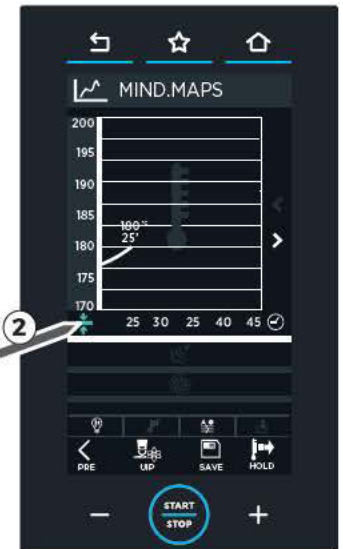 MIND.MAPS
200
195
190
185
180°C
25'
180
175
170
2
25 30 25 40 45
PRE
UIP
SAVE
HOLD
START
STOP